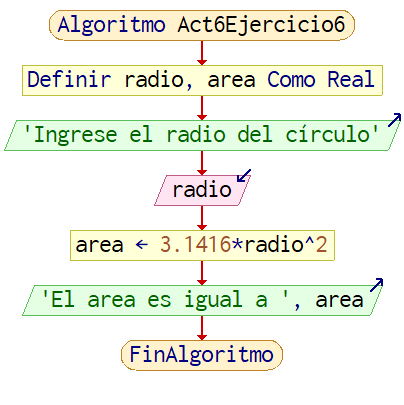 Algoritmo Act6Ejercicio6
Definir radio, area Como Real
'Ingrese el radio del círculo'
radio
area ← 3.1416*radio^2
'El area es igual a ', area
FinAlgoritmo